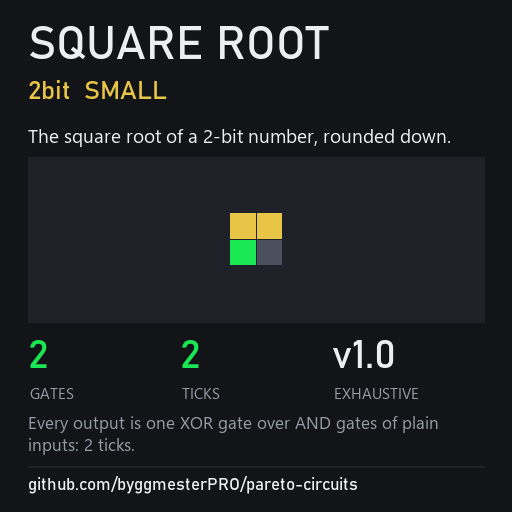 SQUARE ROOT
2bit SMALL
The square root of a 2-bit number, rounded down.
2 2 v1.0
GATES TICKS EXHAUSTIVE
Every output is one XOR gate over AND gates of plain
inputs: 2 ticks.
github.com/byggmesterPRO/pareto-circuits